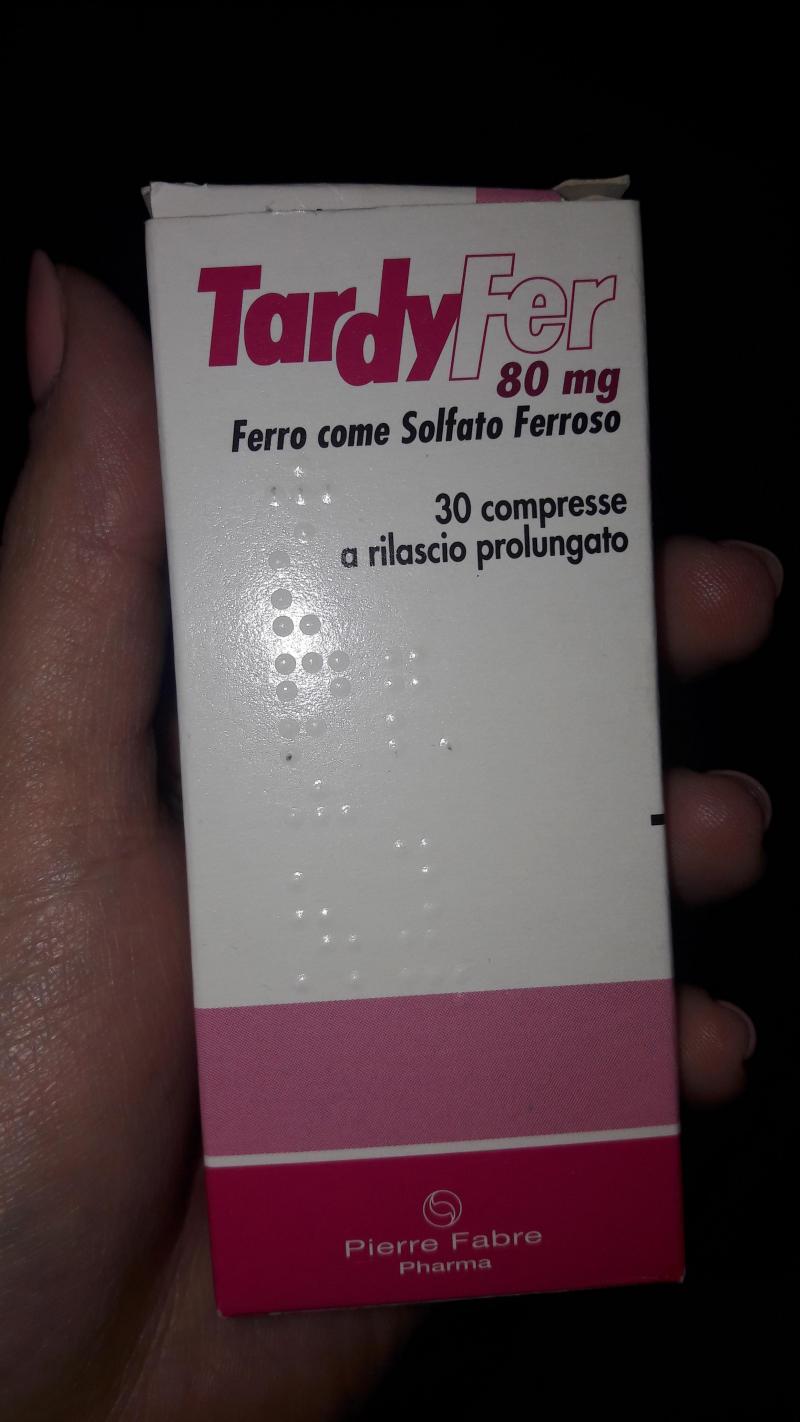 TardyFer
80 mg
Ferro come Solfato Ferroso
30 compresse
a rilascio prolungato
Pierre Fabre
Pharma